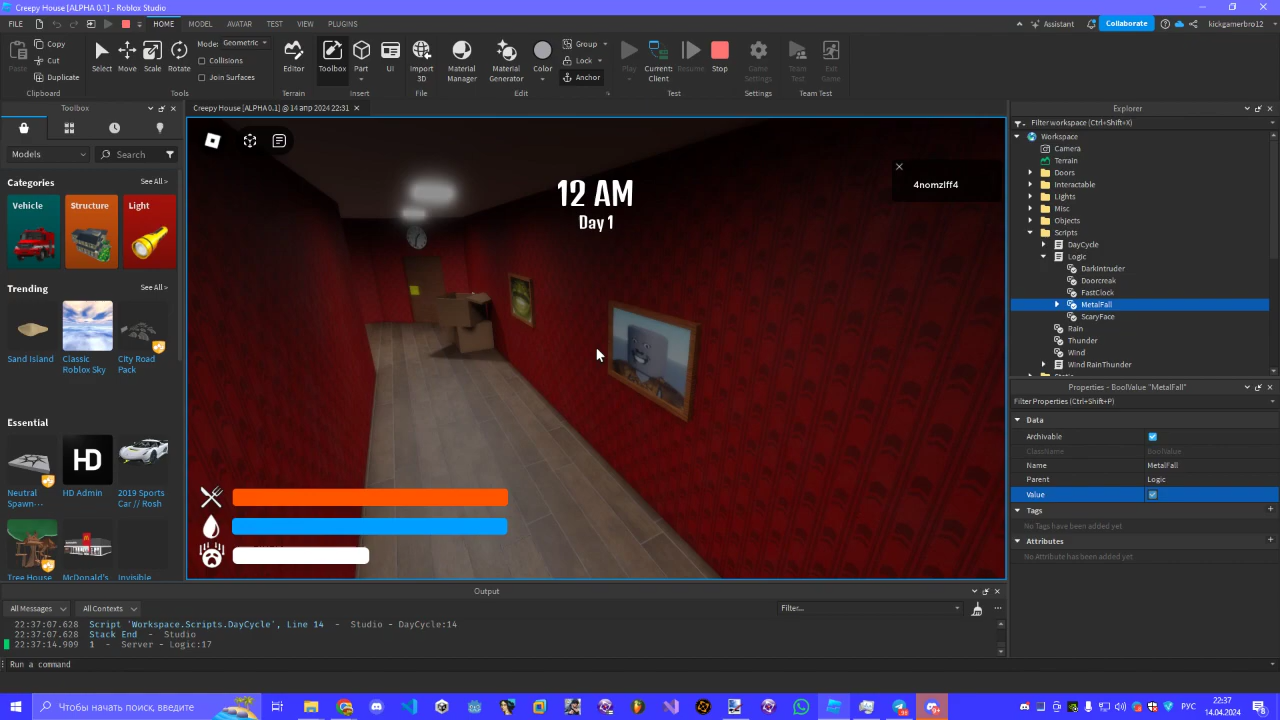 Creepy House [ALPHA 0.1] - Roblox Studio
FILE
HOME MODEL AVATAR TEST VIEW PLUGINS
Assistant Collaborate kickgamerbro12
Paste Copy Cut Duplicate
Select Move Scale Rotate
Mode: Geometric
Collisions
Join Surfaces
Editor Toolbox Part UI Import 3D Material Manager Material Generator Color
Group
Lock
Anchor
Play Current: Client Resume Stop Game Settings Team Test Exit Game
Clipboard Tools Terrain Insert File Edit Test Settings Team Test
Toolbox
Models Search
Categories See All >
Vehicle Structure Light
Trending See All >
Sand Island Classic Roblox Sky City Road Pack
Essential See All >
HD
Neutral Spawn··· HD Admin 2019 Sports Car // Rosh
Tree House McDonald's Invisible
Creepy House [ALPHA 0.1] @ 14 апр 2024 22:31
12 AM
Day 1
4nomzlff4
Explorer
Filter workspace (Ctrl+Shift+X)
Workspace
Camera
Terrain
Doors
Interactable
Lights
Misc
Objects
Scripts
DayCycle
Logic
DarkIntruder
Doorcreak
FastClock
MetalFall
ScaryFace
Rain
Thunder
Wind
Wind RainThunder
Properties - BoolValue "MetalFall"
Filter Properties (Ctrl+Shift+P)
Data
Archivable
ClassName BoolValue
Name MetalFall
Parent Logic
Value
Tags
No Tags have been added yet
Attributes
No Attribute has been added yet
Output
All Messages All Contexts Filter...
22:37:07.628 Script 'Workspace.Scripts.DayCycle', Line 14 - Studio - DayCycle:14
22:37:07.628 Stack End - Studio
22:37:14.909 1 - Server - Logic:17
Run a command
Чтобы начать поиск, введите
РУС
22:37
14.04.2024